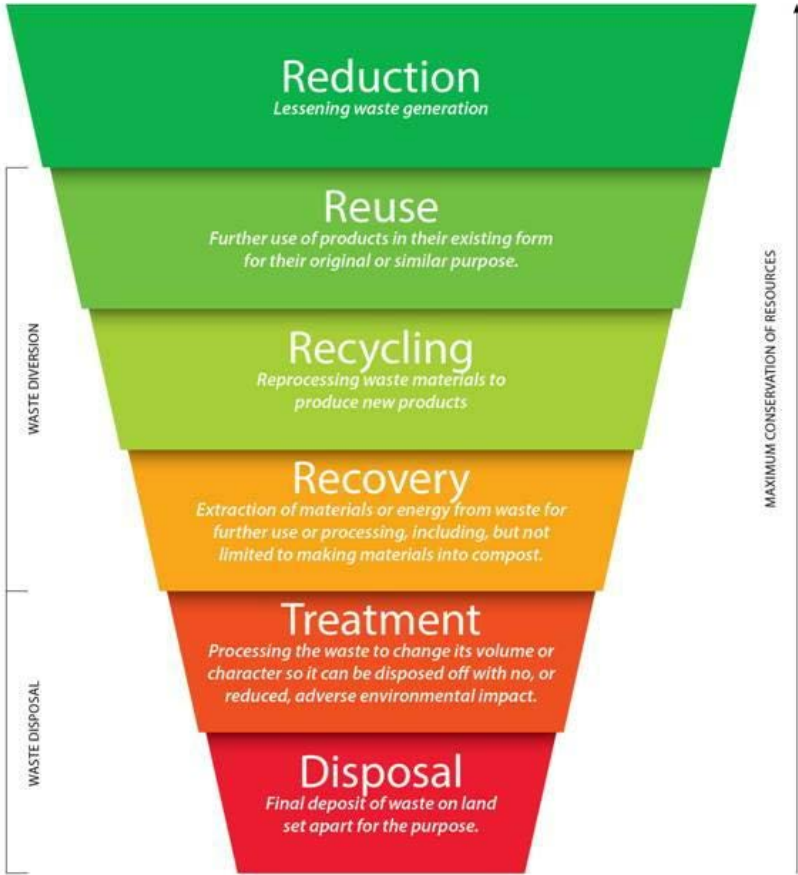 Reduction
Lessening waste generation
Reuse
Further use of products in their existing form
for their original or similar purpose.
Recycling
Reprocessing waste materials to
produce new products
Recovery
Extraction of materials or energy from waste for
further use or processing, including, but not
limited to making materials into compost.
Treatment
Processing the waste to change its volume or
character so it can be disposed off with no, or
reduced, adverse environmental impact.
Disposal
Final deposit of waste on land
set apart for the purpose.
WASTE DIVERSION
WASTE DISPOSAL
MAXIMUM CONSERVATION OF RESOURCES